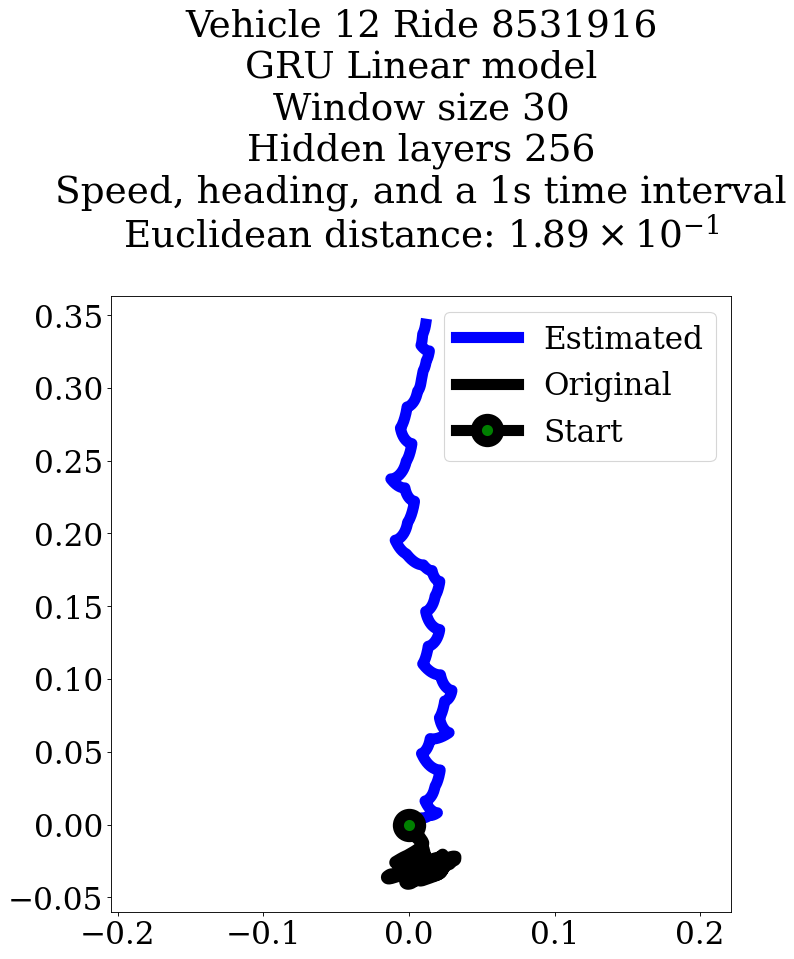 Vehicle 12 Ride 8531916
GRU Linear model
Window size 30
Hidden layers 256
Speed, heading, and a 1s time interval
Euclidean distance: 1.89 × 10⁻¹
Estimated
Original
Start
0.35
0.30
0.25
0.20
0.15
0.10
0.05
0.00
−0.05
−0.2 −0.1 0.0 0.1 0.2